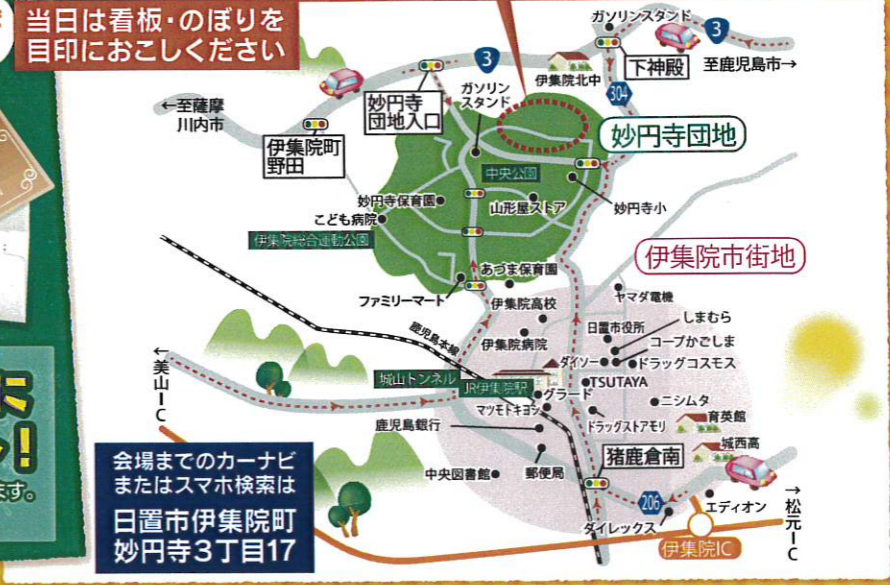 当日は看板・のぼりを
目印におこしください
ガソリンスタンド
3
3
下神殿
至鹿児島市→
伊集院北中
304
←至薩摩
川内市
妙円寺
団地入口
ガソリン
スタンド
伊集院町
野田
妙円寺団地
中央公園
妙円寺保育園
山形屋ストア
妙円寺小
こども病院
伊集院総合運動公園
伊集院市街地
あづま保育園
ファミリーマート
伊集院高校
ヤマダ電機
しまむら
日置市役所
コープかごしま
鹿児島本線
伊集院病院
ダイソー
ドラッグコスモス
←美山IC
城山トンネル
JR伊集院駅
TSUTAYA
グラード
ニシムタ
マツモトキヨシ
ドラッグストアモリ
育英館
鹿児島銀行
城西高
猪鹿倉南
中央図書館
郵便局
206
エディオン
ダイレックス
→松元IC
伊集院IC
会場までのカーナビ
またはスマホ検索は
日置市伊集院町
妙円寺3丁目17
！
ます。